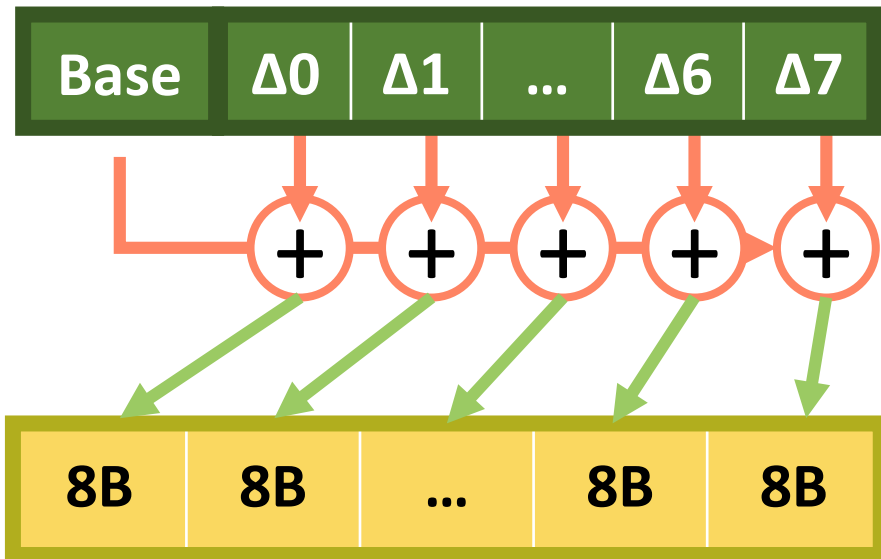 Base Δ0 Δ1 ... Δ6 Δ7
+ + + + +
8B 8B ... 8B 8B